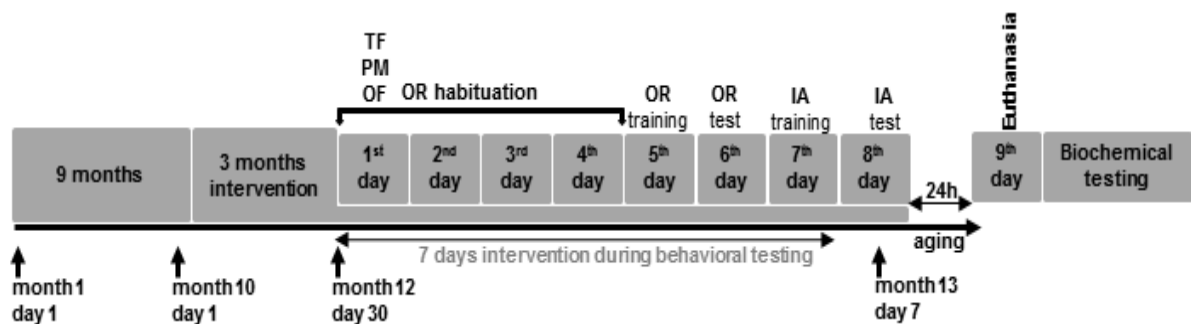 TF
PM
OF
OR habituation
OR
training
OR
test
IA
training
IA
test
Euthanasia
9 months
3 months
intervention
1st
day
2nd
day
3rd
day
4th
day
5th
day
6th
day
7th
day
8th
day
24h
9th
day
Biochemical
testing
aging
7 days intervention during behavioral testing
month 1
day 1
month 10
day 1
month 12
day 30
month 13
day 7